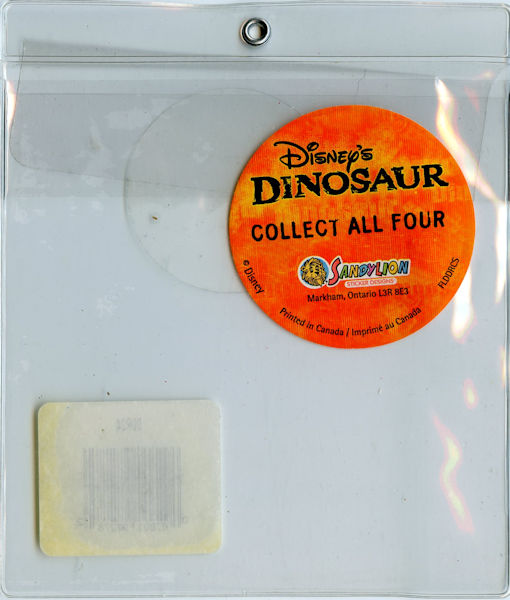 Disney's
DINOSAUR
COLLECT ALL FOUR
SANDYLION
STICKER DESIGNS
Markham, Ontario L3R 8E3
© Disney
FLDDRCS
Printed in Canada / Imprimé au Canada
DDR24